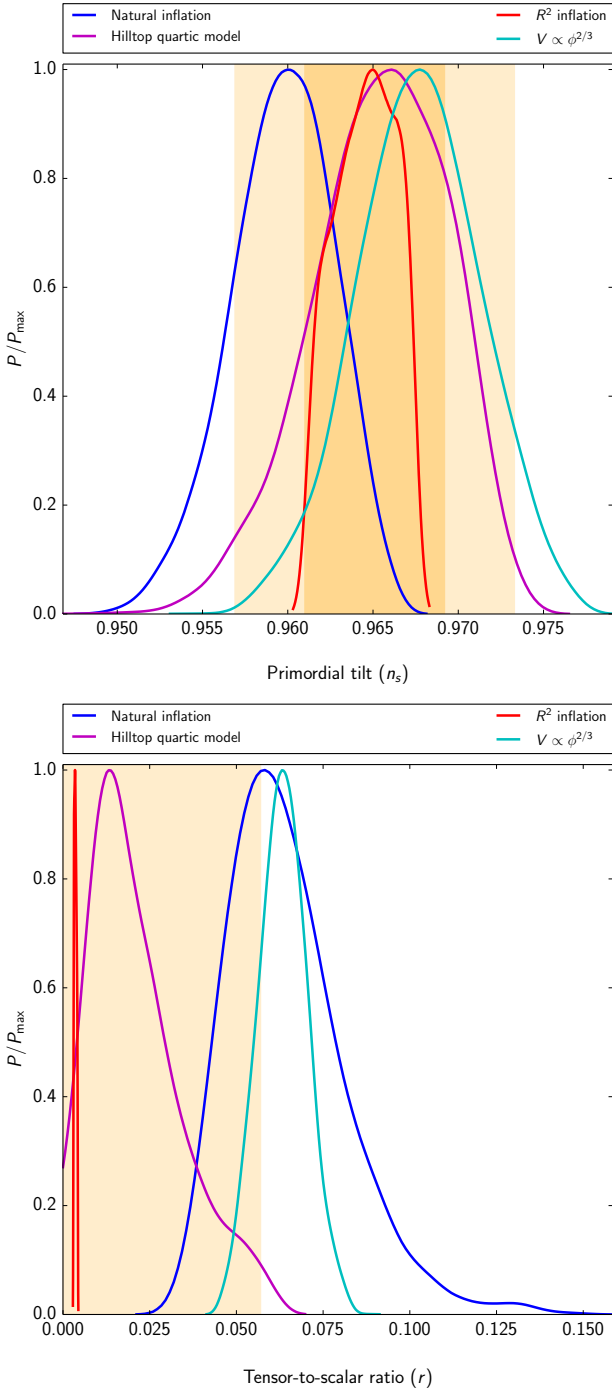 Natural inflation
Hilltop quartic model
R² inflation
V ∝ φ^{2/3}
1.0
0.8
0.6
0.4
0.2
0.0
P/P_max
0.950 0.955 0.960 0.965 0.970 0.975
Primordial tilt (n_s)
Natural inflation
Hilltop quartic model
R² inflation
V ∝ φ^{2/3}
1.0
0.8
0.6
0.4
0.2
0.0
P/P_max
0.000 0.025 0.050 0.075 0.100 0.125 0.150
Tensor-to-scalar ratio (r)